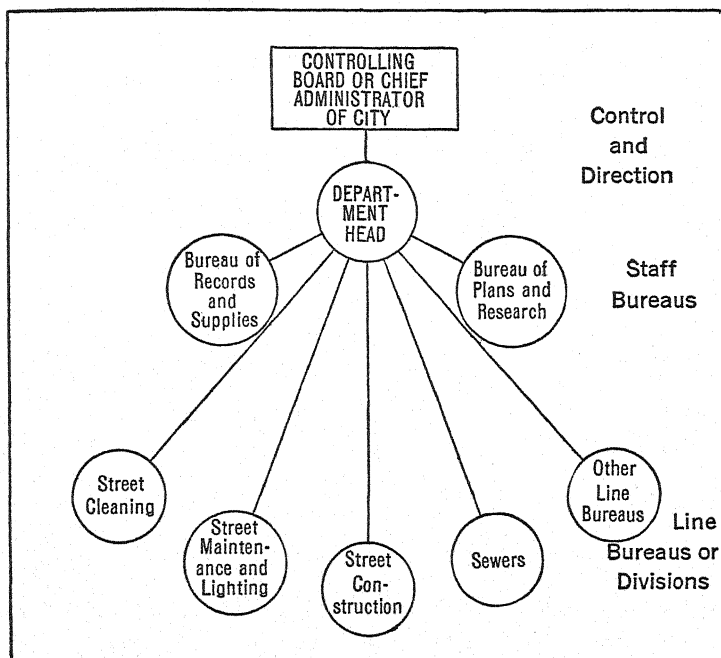 CONTROLLING
BOARD OR CHIEF
ADMINISTRATOR
OF CITY
Control
and
Direction
DEPART-
MENT
HEAD
Bureau of
Records
and
Supplies
Bureau of
Plans and
Research
Staff
Bureaus
Street
Cleaning
Street
Mainten-
ance and
Lighting
Street
Con-
struction
Sewers
Other
Line
Bureaus
Line
Bureaus or
Divisions